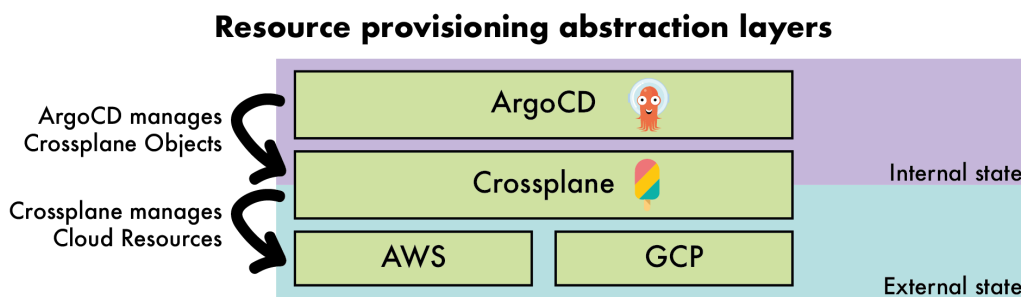 Resource provisioning abstraction layers
ArgoCD manages
Crossplane Objects
ArgoCD
Crossplane
Internal state
Crossplane manages
Cloud Resources
AWS
GCP
External state